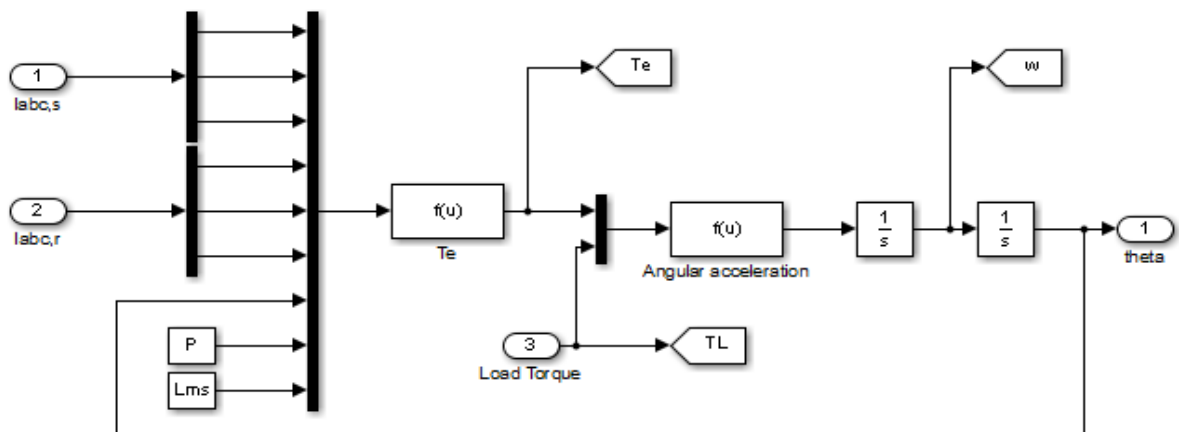 1
Iabc,s
2
Iabc,r
P
Lms
f(u)
Te
Te
3
Load Torque
TL
f(u)
Angular acceleration
1
s
w
1
s
1
theta